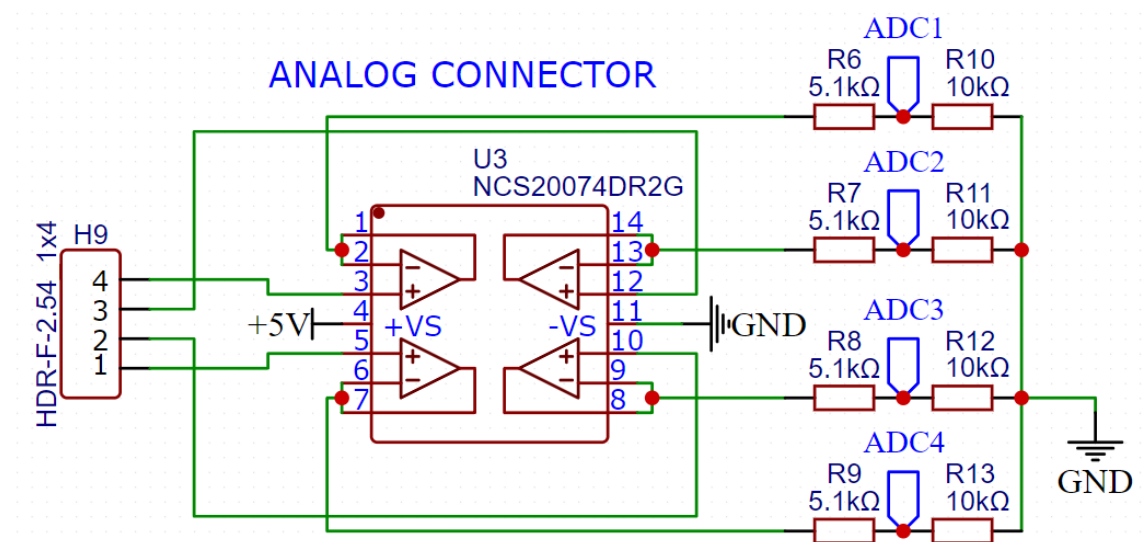 ANALOG CONNECTOR
ADC1
R6
R10
5.1kΩ
10kΩ
ADC2
R7
R11
5.1kΩ
10kΩ
U3
NCS20074DR2G
H9
HDR-F-2.54 1x4
4
3
2
1
1
2
3
4
5
6
7
14
13
12
11
10
9
8
+VS
-VS
+5V
GND
ADC3
R8
R12
5.1kΩ
10kΩ
ADC4
R9
R13
5.1kΩ
10kΩ
GND